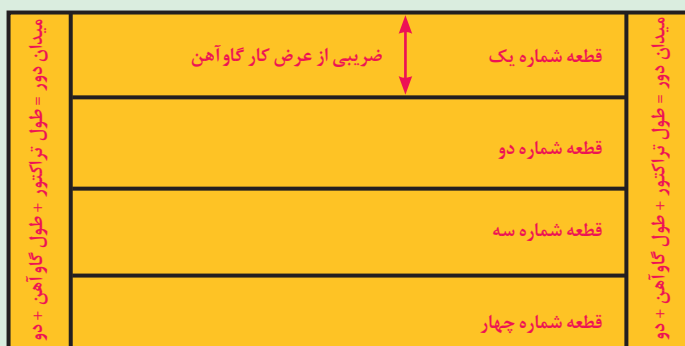 میدان دور = طول تراکتور + طول گاوآهن + دو
قطعه شماره یک
ضریبی از عرض کار گاوآهن
قطعه شماره دو
قطعه شماره سه
قطعه شماره چهار
میدان دور = طول تراکتور + طول گاوآهن + دو